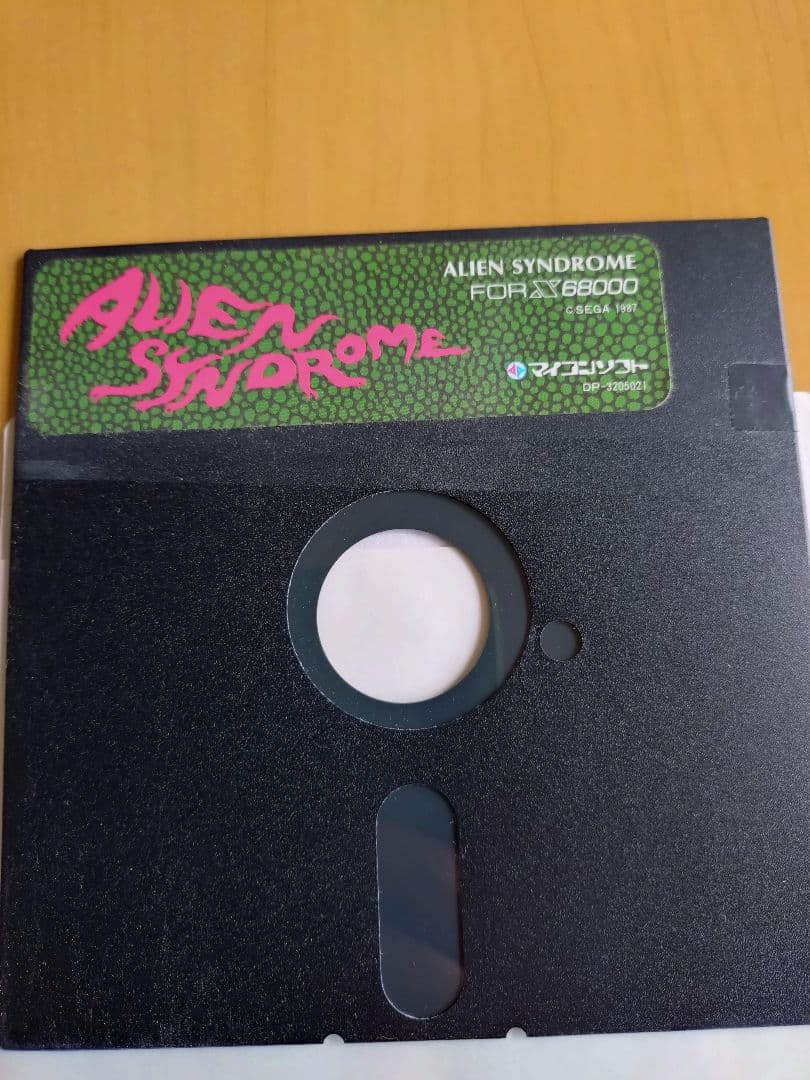 ALIEN
SYNDROME
ALIEN SYNDROME
FOR X68000
©SEGA 1987
マイコンソフト
DP-3205021